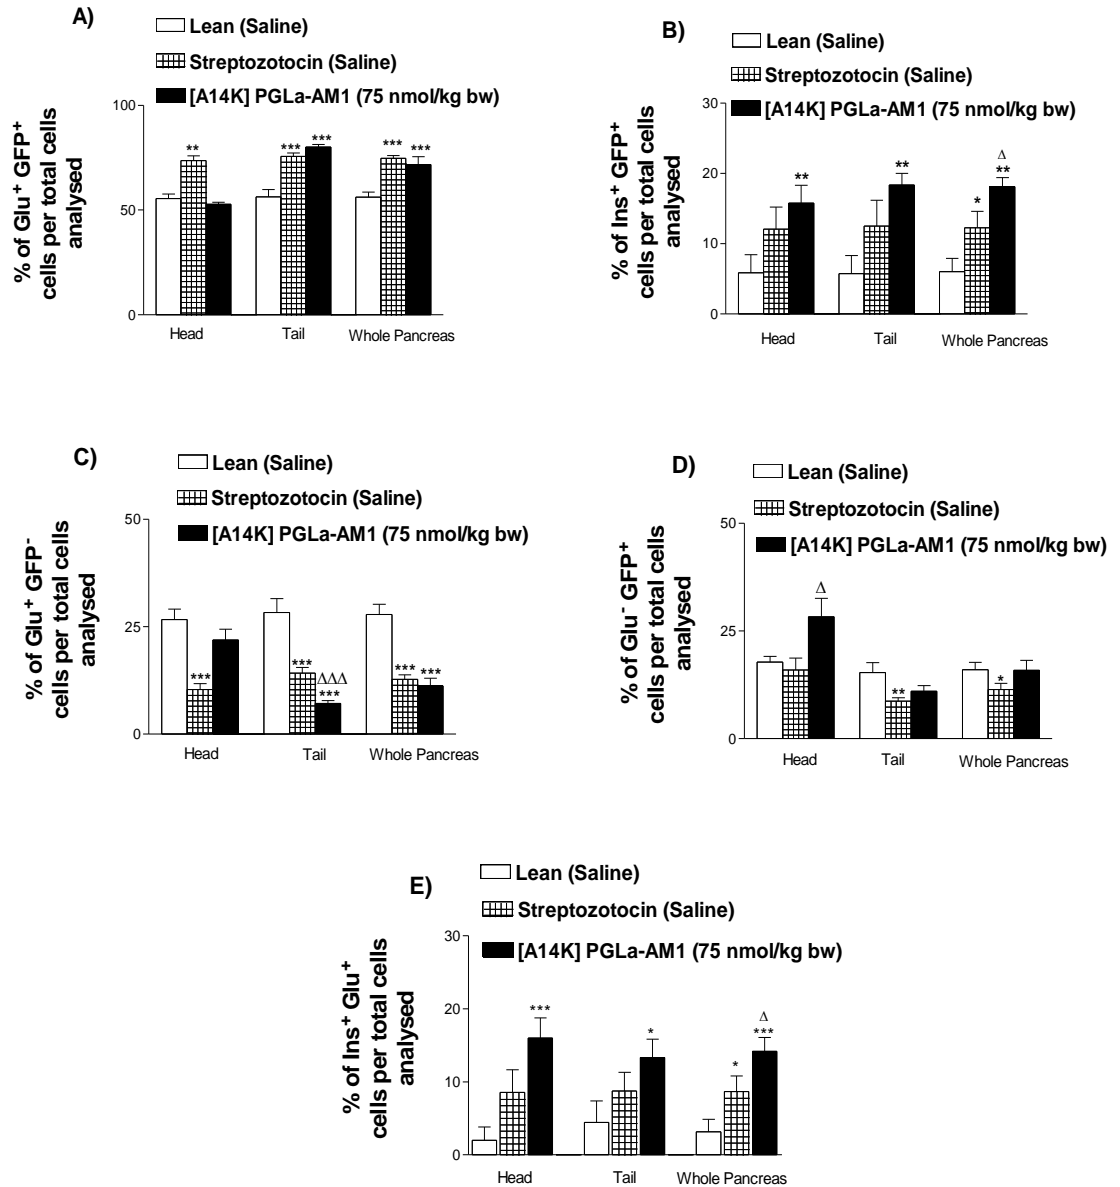 A)
Lean (Saline)
Streptozotocin (Saline)
[A14K] PGLa-AM1 (75 nmol/kg bw)
% of Glu⁺ GFP⁺
cells per total cells
analysed
100
50
0
** *** *** *** ***
Head Tail Whole Pancreas
B)
Lean (Saline)
Streptozotocin (Saline)
[A14K] PGLa-AM1 (75 nmol/kg bw)
% of Ins⁺ GFP⁺
cells per total cells
analysed
30
20
10
0
Δ
** ** * **
Head Tail Whole Pancreas
C)
Lean (Saline)
Streptozotocin (Saline)
[A14K] PGLa-AM1 (75 nmol/kg bw)
% of Glu⁺ GFP⁻
cells per total cells
analysed
50
25
0
ΔΔΔ
*** *** *** *** ***
Head Tail Whole Pancreas
D)
Lean (Saline)
Streptozotocin (Saline)
[A14K] PGLa-AM1 (75 nmol/kg bw)
% of Glu⁻ GFP⁺
cells per total cells
analysed
50
25
0
Δ
** *
Head Tail Whole Pancreas
E)
Lean (Saline)
Streptozotocin (Saline)
[A14K] PGLa-AM1 (75 nmol/kg bw)
% of Ins⁺ Glu⁺
cells per total cells
analysed
30
20
10
0
Δ
*** * * ***
Head Tail Whole Pancreas